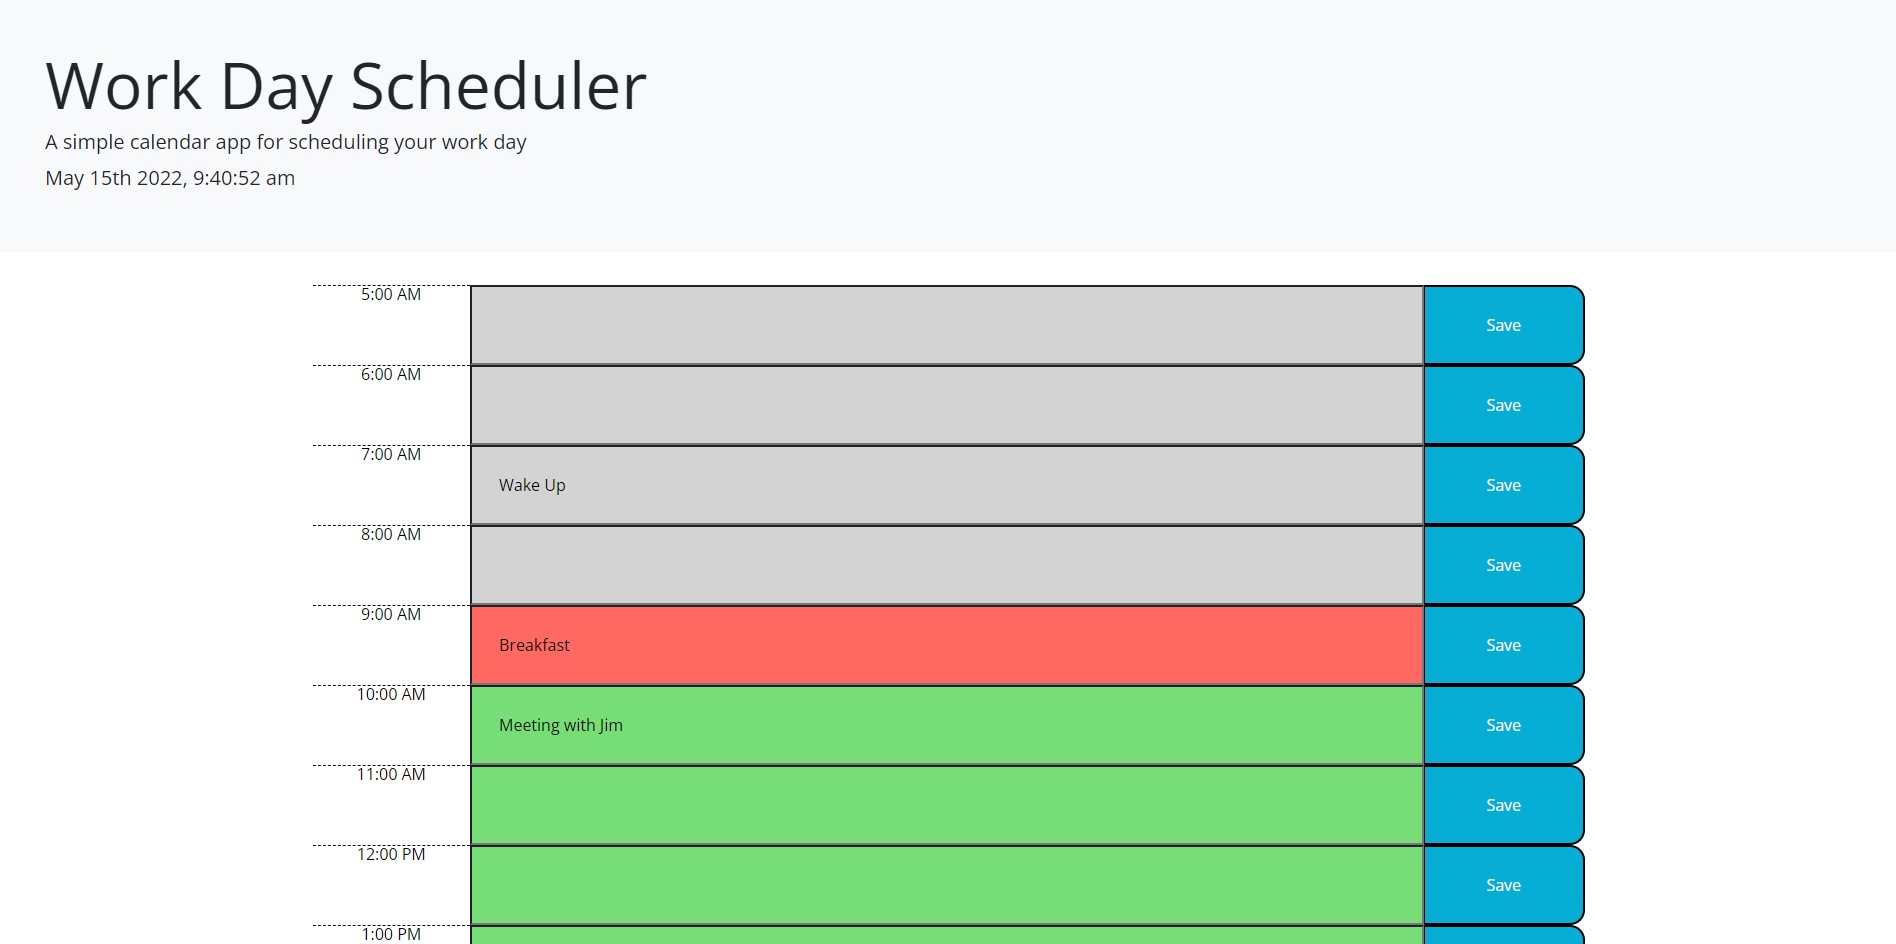 Work Day Scheduler
A simple calendar app for scheduling your work day
May 15th 2022, 9:40:52 am
5:00 AM Save
6:00 AM Save
7:00 AM Wake Up Save
8:00 AM Save
9:00 AM Breakfast Save
10:00 AM Meeting with Jim Save
11:00 AM Save
12:00 PM Save
1:00 PM